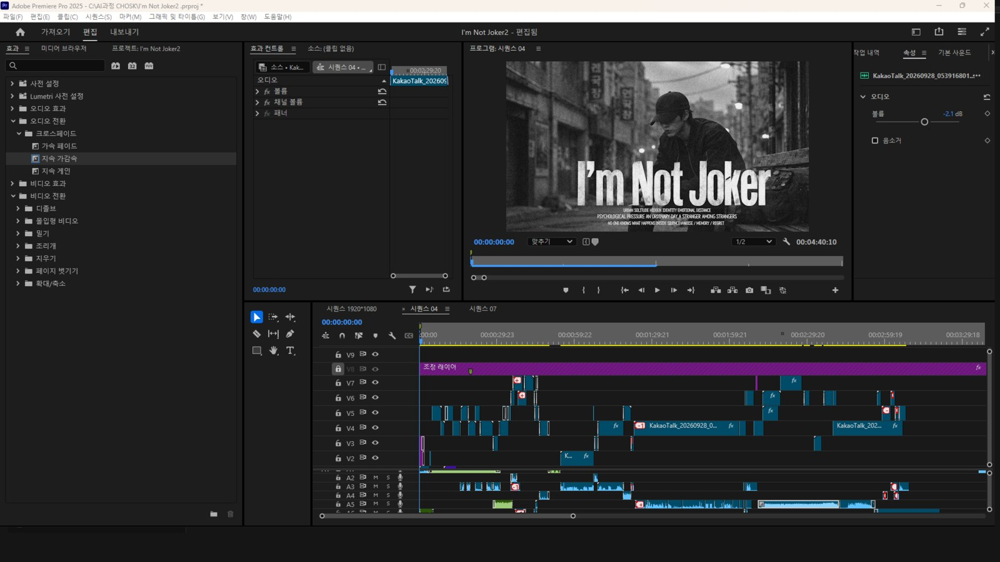 Adobe Premiere Pro 2025 - C:\AI과정 CHOSK\I'm Not Joker2 .prproj *
파일(F) 편집(E) 클립(C) 시퀀스(S) 마커(M) 그래픽 및 타이틀(G) 보기(V) 창(W) 도움말(H)
가져오기 편집 내보내기
I'm Not Joker2 - 편집됨
효과 미디어 브라우저 프로젝트: I'm Not Joker2
사전 설정
Lumetri 사전 설정
오디오 효과
오디오 전환
크로스페이드
가속 페이드
지속 가감속
지속 게인
비디오 효과
비디오 전환
디졸브
몰입형 비디오
밀기
조리개
지우기
페이지 벗기기
확대/축소
효과 컨트롤 소스: (클립 없음)
소스 • Kak... 시퀀스 04 • ...
00:02:29:20
오디오
KakaoTalk_202609
fx 볼륨
fx 채널 볼륨
fx 패너
00:00:00:00
프로그램: 시퀀스 04
I'm Not Joker
URBAN SOLITUDE HIDDEN IDENTITY EMOTIONAL DISTANCE
PSYCHOLOGICAL PRESSURE AN ORDINARY DAY A STRANGER AMONG STRANGERS
NO ONE KNOWS WHAT HAPPENS INSIDE SILENCE / NOISE / MEMORY / REGRET
00:00:00:00 맞추기 1/2 00:04:40:10
작업 내역 속성 기본 사운드
KakaoTalk_20260928_053916801...
오디오
볼륨 -2.1 dB
음소거
시퀀스 1920*1080 × 시퀀스 04 시퀀스 07
00:00:00:00
:00:00 00:00:29:23 00:00:59:22 00:01:29:21 00:01:59:21 00:02:29:20 00:02:59:19 00:03:29:18
V9
V8 조정 레이어 fx
V7 fx
V6 fx
V5 fx
V4 fx -1 KakaoTalk_20260928_0... fx KakaoTalk_202... fx
V3
V2 K... fx
A2 M S
A3 M S -1
A4 M S
A5 M S